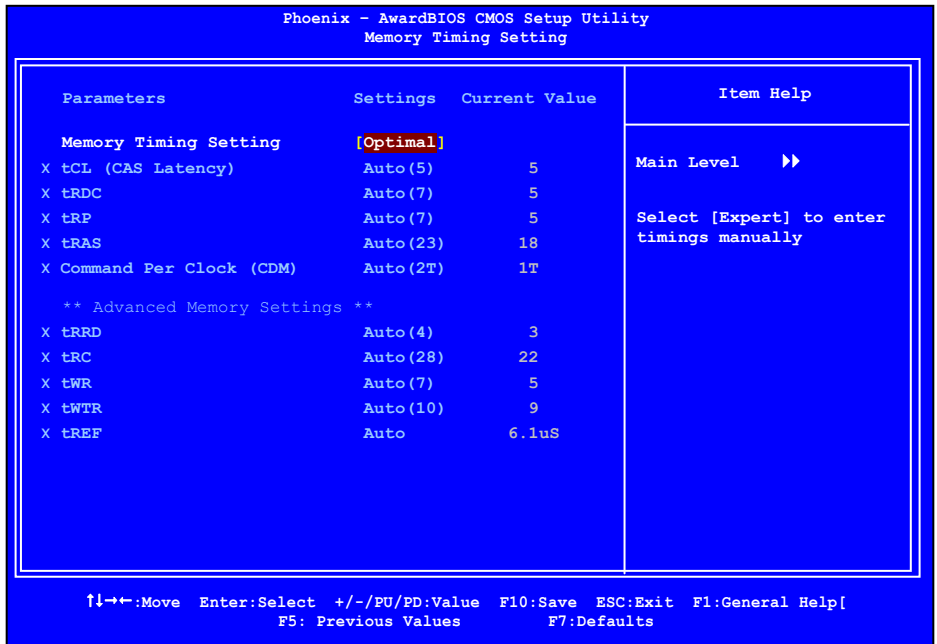 Phoenix – AwardBIOS CMOS Setup Utility
Memory Timing Setting
Parameters Settings Current Value
Memory Timing Setting [Optimal]
X tCL (CAS Latency) Auto(5) 5
X tRDC Auto(7) 5
X tRP Auto(7) 5
X tRAS Auto(23) 18
X Command Per Clock (CDM) Auto(2T) 1T
** Advanced Memory Settings **
X tRRD Auto(4) 3
X tRC Auto(28) 22
X tWR Auto(7) 5
X tWTR Auto(10) 9
X tREF Auto 6.1uS
Item Help
Main Level
Select [Expert] to enter
timings manually
↑↓→←:Move Enter:Select +/-/PU/PD:Value F10:Save ESC:Exit F1:General Help[
F5: Previous Values F7:Defaults